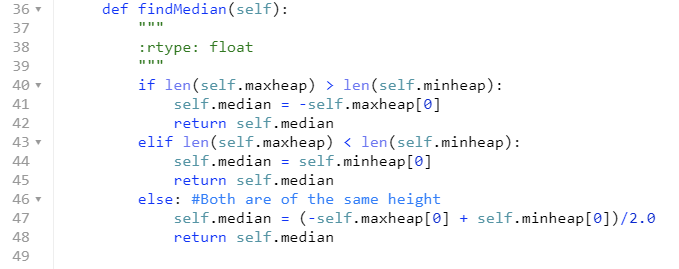 36 def findMedian(self):
37 """
38 :rtype: float
39 """
40 if len(self.maxheap) > len(self.minheap):
41 self.median = -self.maxheap[0]
42 return self.median
43 elif len(self.maxheap) < len(self.minheap):
44 self.median = self.minheap[0]
45 return self.median
46 else: #Both are of the same height
47 self.median = (-self.maxheap[0] + self.minheap[0])/2.0
48 return self.median
49